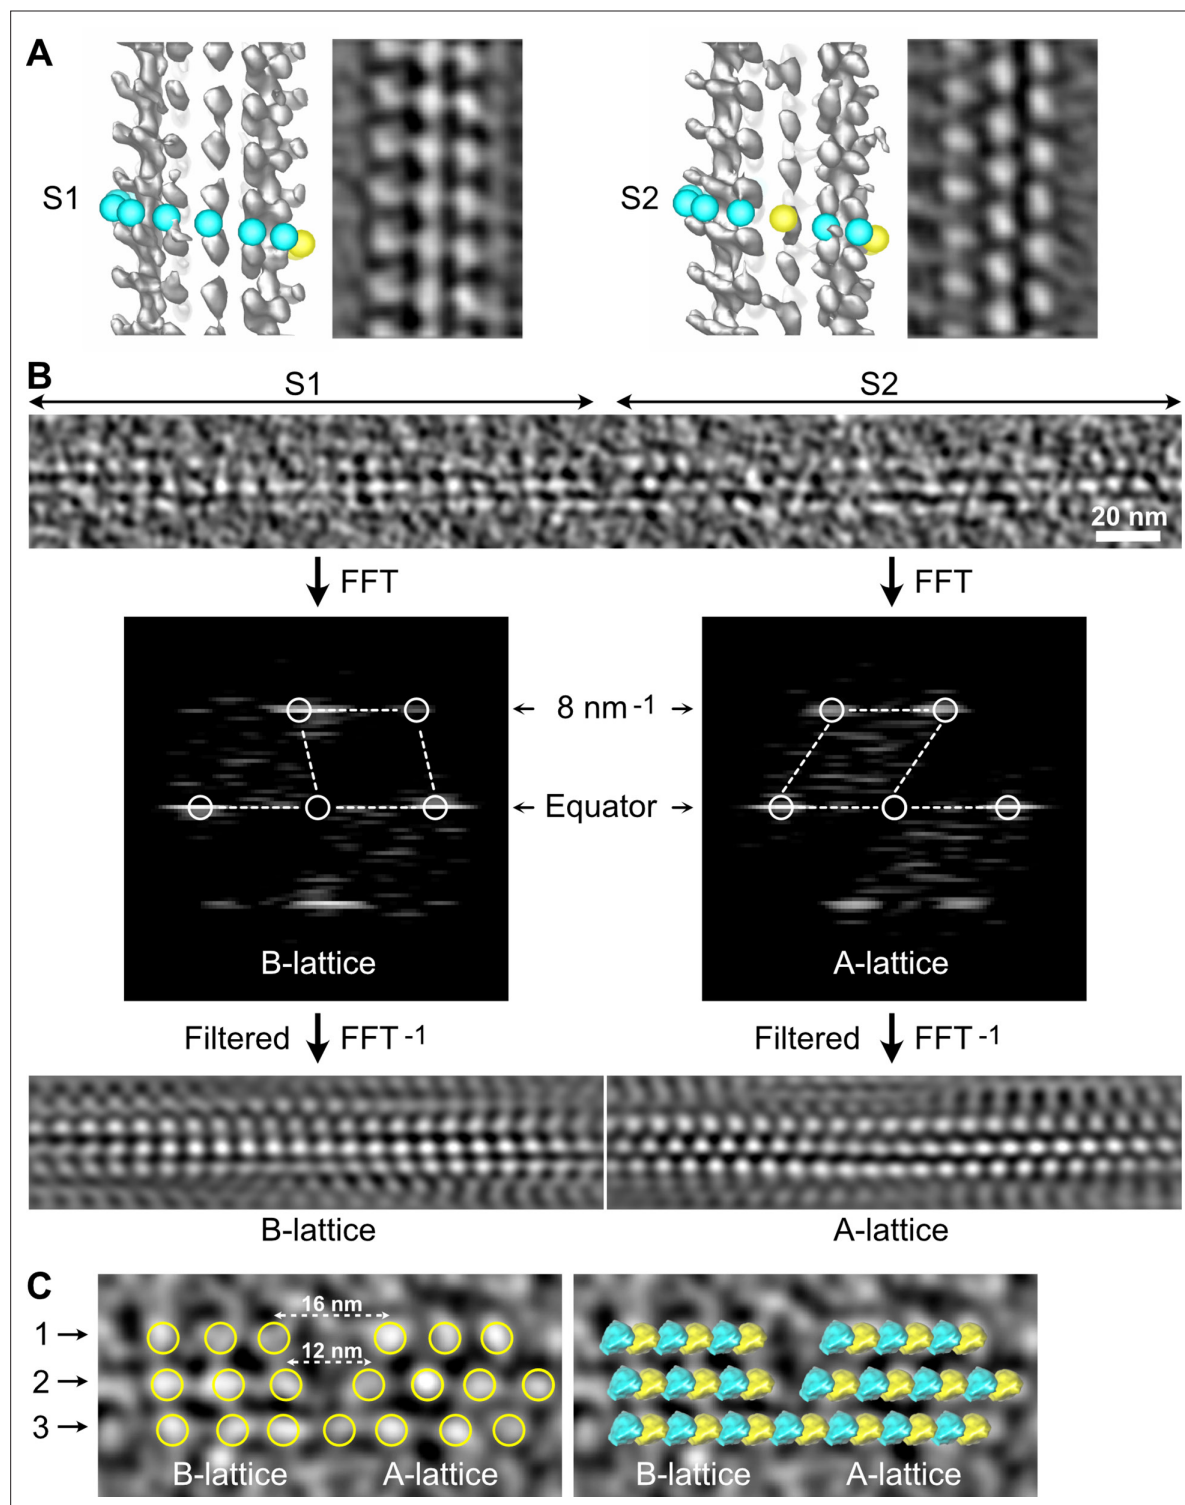 A
S1
S2
B
S1 S2
20 nm
FFT FFT
8 nm-1
Equator
B-lattice A-lattice
Filtered FFT-1 Filtered FFT-1
B-lattice A-lattice
C
16 nm
1
12 nm
2
3
B-lattice A-lattice B-lattice A-lattice